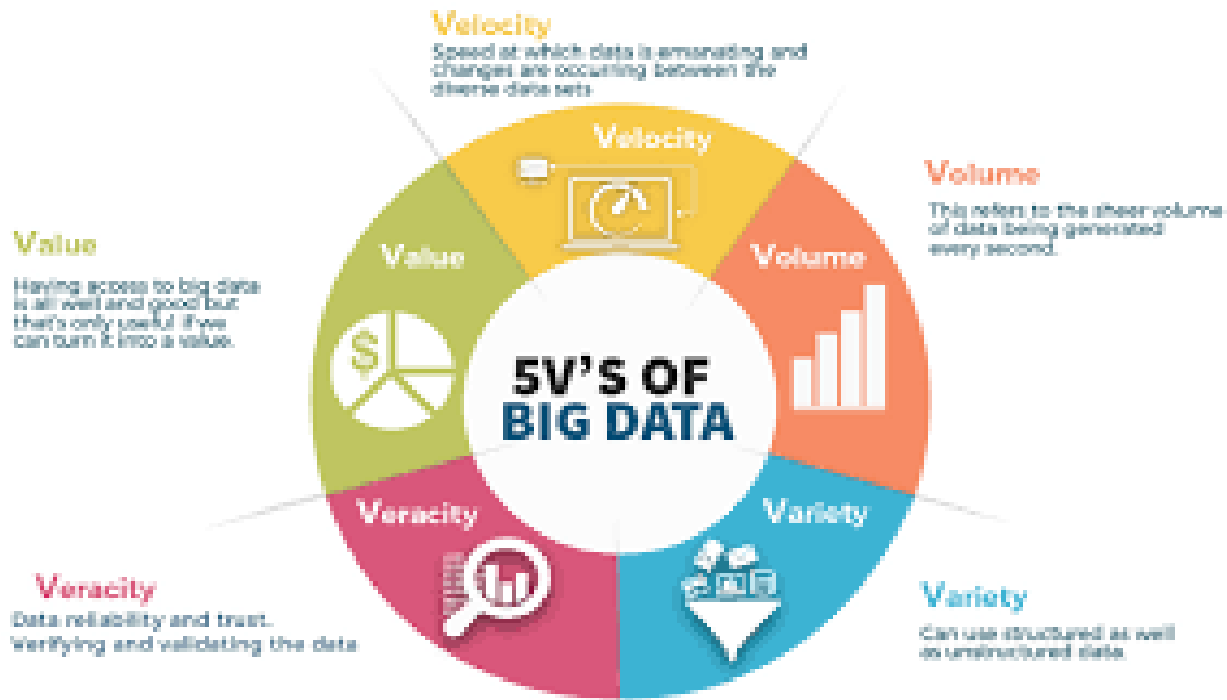 Velocity
Speed at which data is emanating and
changes are occurring between the
diverse data sets
Velocity
Volume
This refers to the sheer volume
of data being generated
every second.
Volume
Value
Having access to big data
is all well and good but
that's only useful if we
can turn it into a value.
Value
$
5V'S OF
BIG DATA
Veracity
Variety
Veracity
Data reliability and trust.
Verifying and validating the data
Variety
Can use structured as well
as unstructured data.